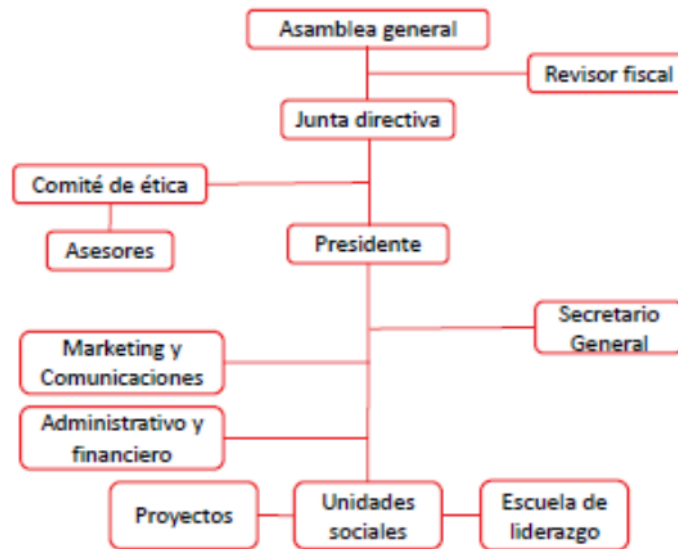 Asamblea general
Revisor fiscal
Junta directiva
Comité de ética
Asesores
Presidente
Secretario
General
Marketing y
Comunicaciones
Administrativo y
financiero
Proyectos
Unidades
sociales
Escuela de
liderazgo